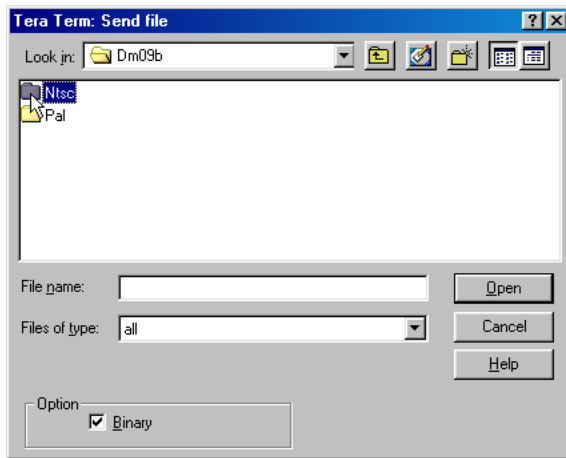 Tera Term: Send file
Look in: Dm09b
Ntsc
Pal
File name: Open
Files of type: all Cancel
Help
Option
Binary